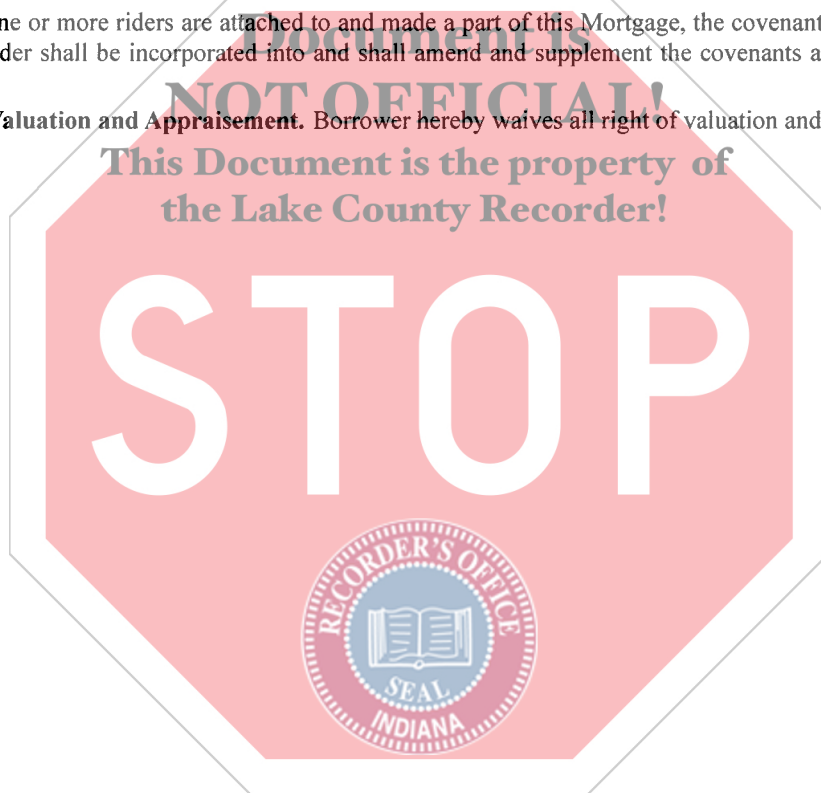 ne or more riders are attached to and made a part of this Mortgage, the covenant
Document is
der shall be incorporated into and shall amend and supplement the covenants a
NOT OFFICIAL!
Valuation and Appraisement. Borrower hereby waives all right of valuation and
This Document is the property of
the Lake County Recorder!
STOP
RECORDER'S OFFICE
SEAL
INDIANA